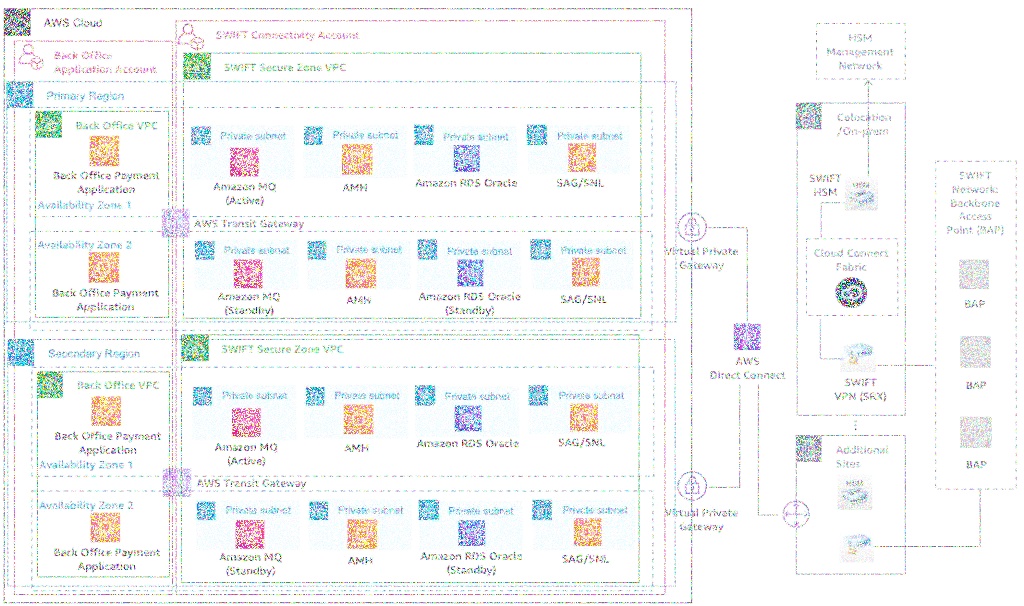 AWS Cloud
SWIFT Connectivity Account
Back Office
Application Account
SWIFT Secure Zone VPC
Primary Region
Back Office VPC
Back Office Payment
Application
Availability Zone 1
Private subnet
Private subnet
Private subnet
Private subnet
Amazon MQ
(Active)
AMH
Amazon RDS Oracle
SAG/SNL
AWS Transit Gateway
Availability Zone 2
Back Office Payment
Application
Private subnet
Private subnet
Private subnet
Private subnet
Amazon MQ
(Standby)
AMH
Amazon RDS Oracle
(Standby)
SAG/SNL
Secondary Region
SWIFT Secure Zone VPC
Back Office VPC
Back Office Payment
Application
Availability Zone 1
Private subnet
Private subnet
Private subnet
Private subnet
Amazon MQ
(Active)
AMH
Amazon RDS Oracle
SAG/SNL
AWS Transit Gateway
Availability Zone 2
Back Office Payment
Application
Private subnet
Private subnet
Private subnet
Private subnet
Amazon MQ
(Standby)
AMH
Amazon RDS Oracle
(Standby)
SAG/SNL
Virtual Private
Gateway
AWS
Direct Connect
Virtual Private
Gateway
HSM
Management
Network
Colocation
/On-prem
SWIFT
HSM
HSM
Cloud Connect
Fabric
SWIFT
VPN (SRX)
Additional
Sites
HSM
SWIFT
Network:
Backbone
Access
Point (BAP)
BAP
BAP
BAP